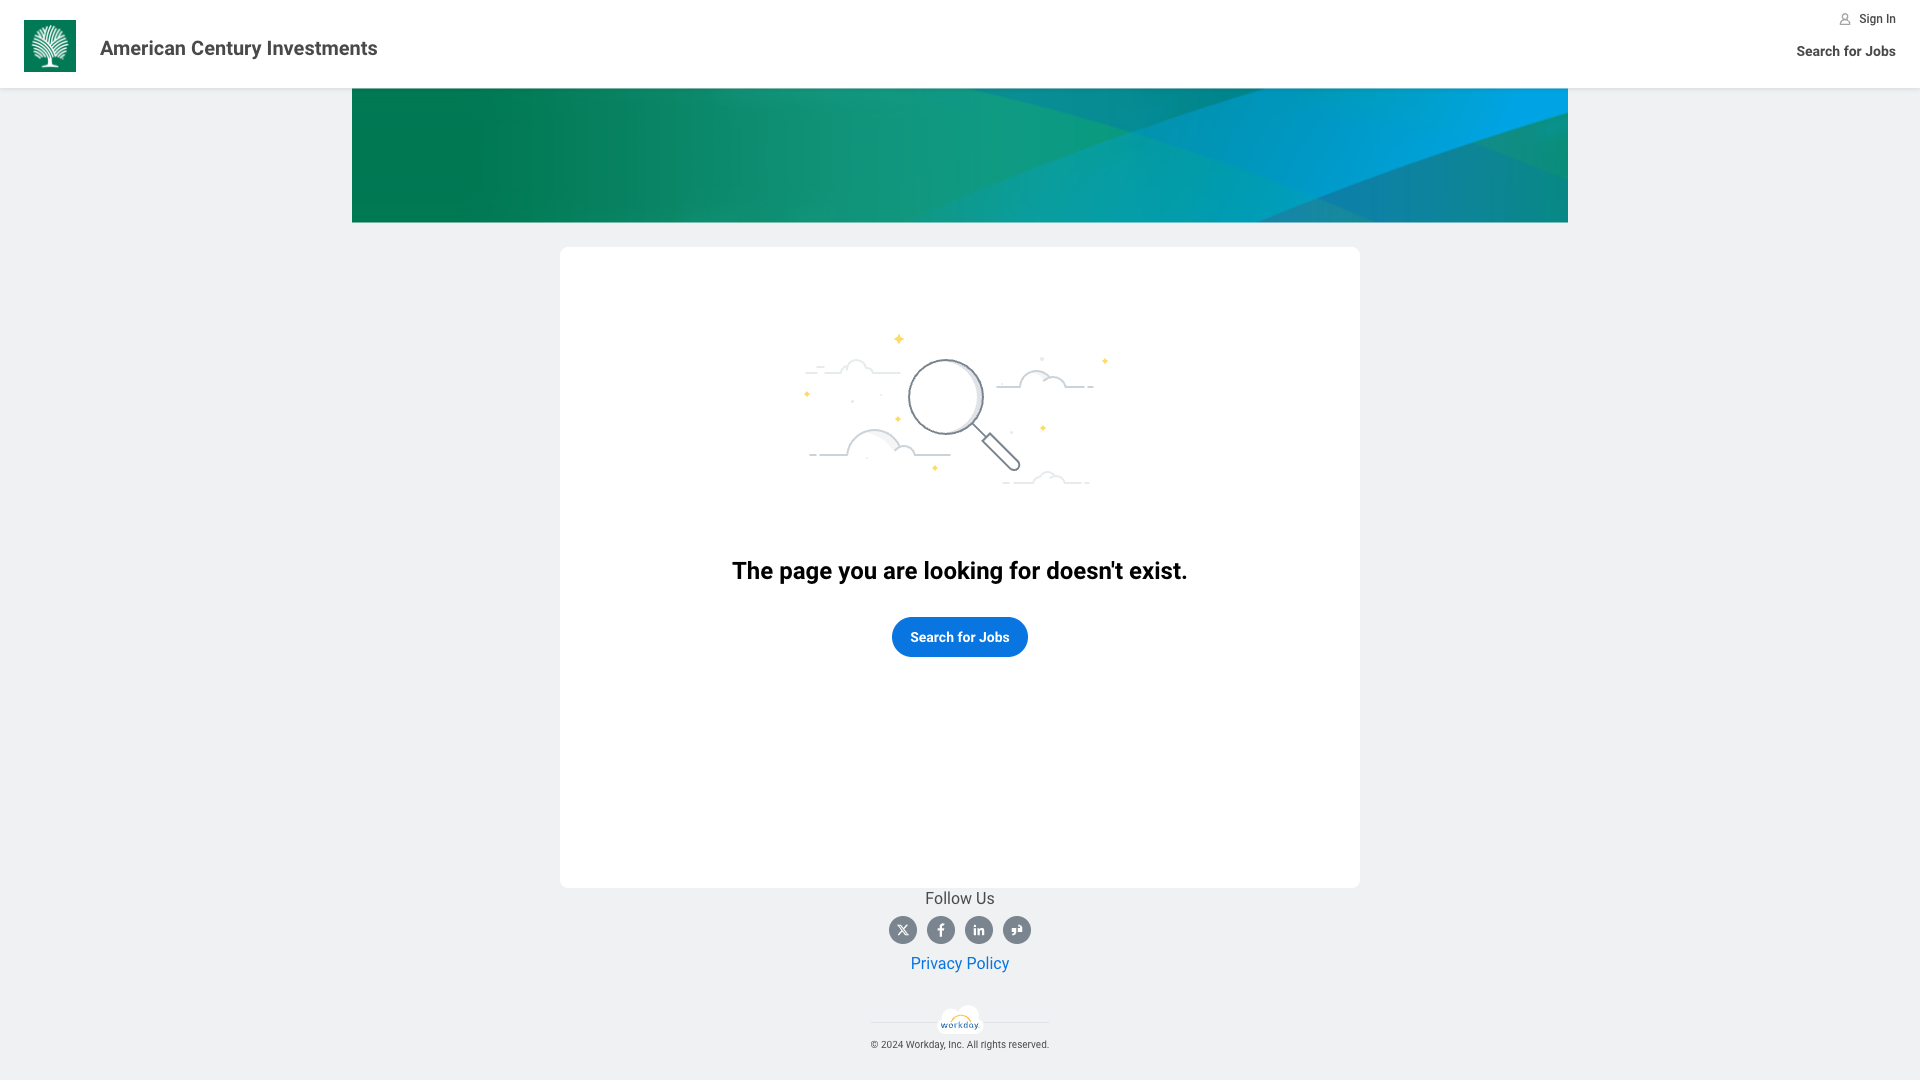 Sign In
American Century Investments
Search for Jobs
The page you are looking for doesn't exist.
Search for Jobs
Follow Us
Privacy Policy
workday.
© 2024 Workday, Inc. All rights reserved.